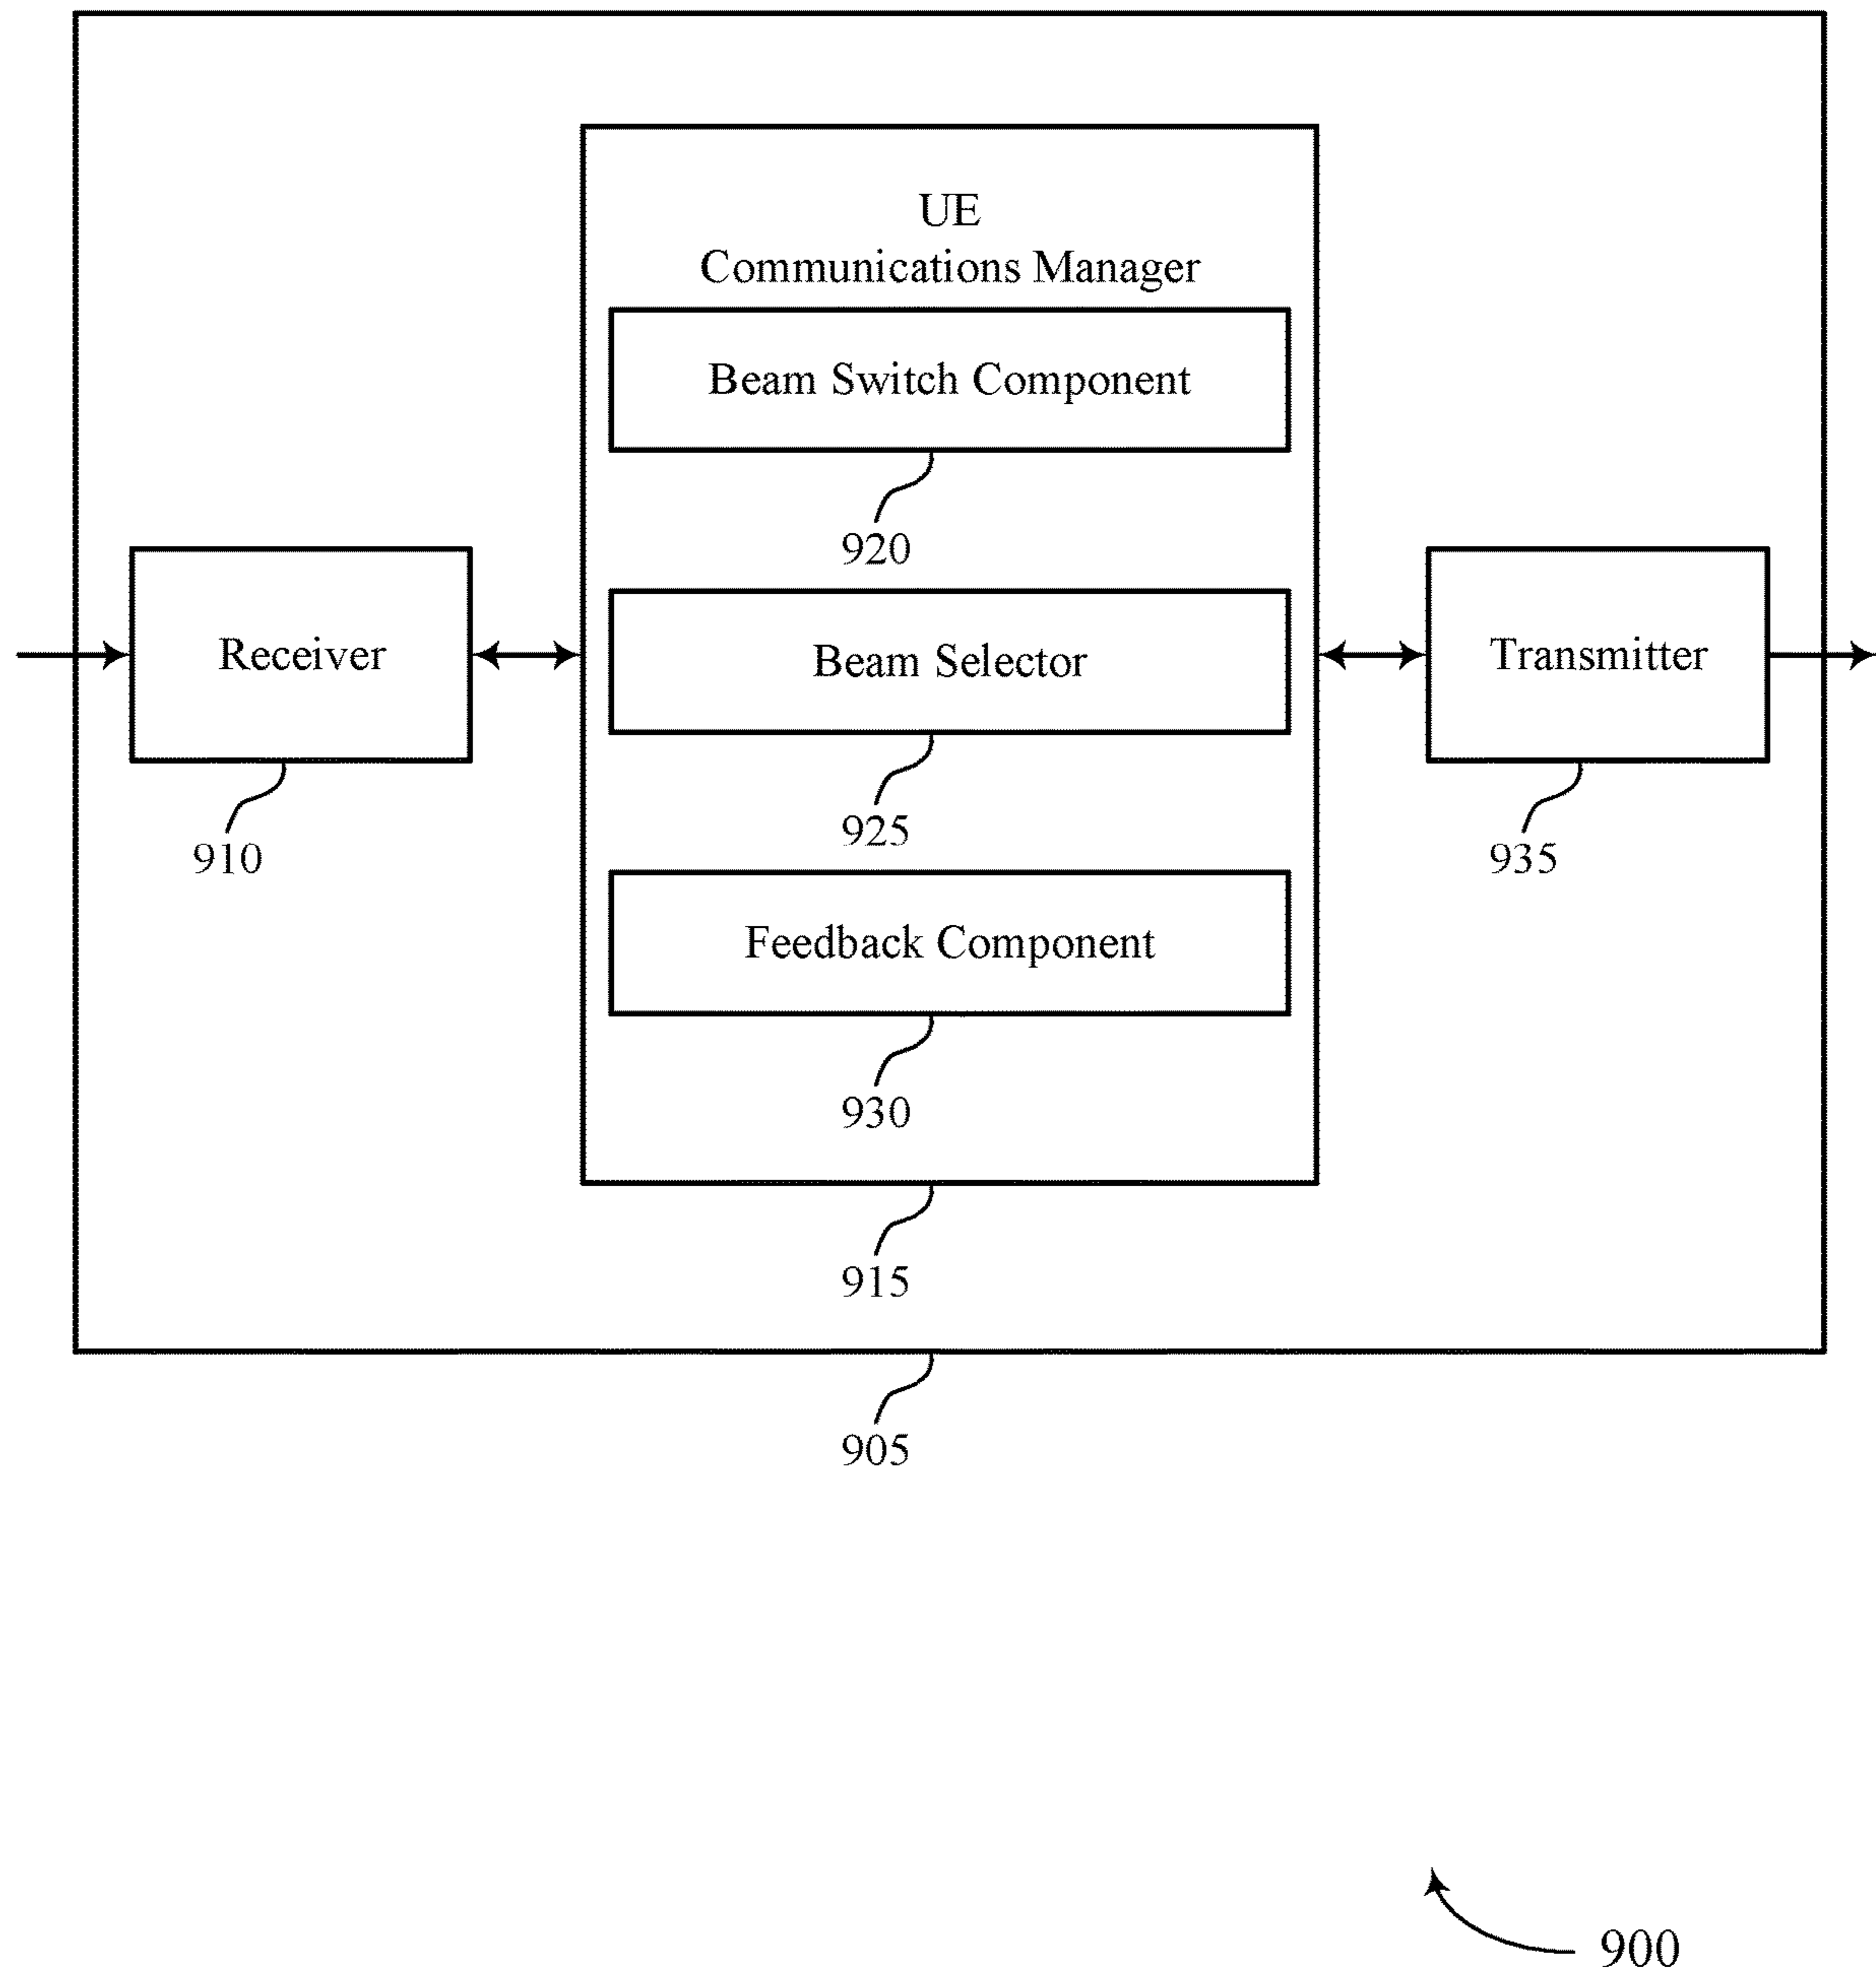 UE
Communications Manager
Beam Switch Component
920
Receiver
910
Beam Selector
925
Transmitter
935
Feedback Component
930
915
905
900